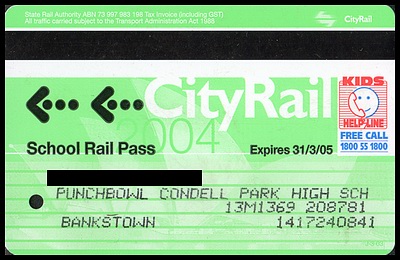 State Rail Authority ABN 73 997 983 198 Tax Invoice (Including GST)
All traffic carried subject to the Transport Administration Act 1988
CityRail
CityRail
2004
KIDS
HELP LINE
FREE CALL
1800 55 1800
School Rail Pass
Expires 31/3/05
PUNCHBOWL CONDELL PARK HIGH SCH
13M1369 208781
BANKSTOWN 1417240841